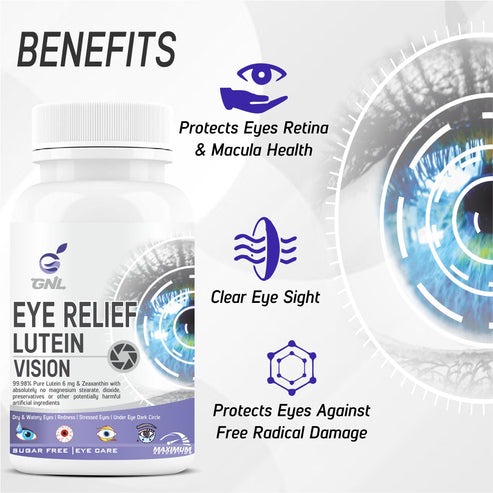 BENEFITS
Protects Eyes Retina
& Macula Health
Clear Eye Sight
Protects Eyes Against
Free Radical Damage
GNL
EYE RELIEF
LUTEIN
VISION
99.98% Pure Lutein 6 mg & Zeaxanthin with
absolutely no magnesium stearate, dioxide,
preservatives or other potentially harmful
artificial ingredients
Dry & Watery Eyes | Redness | Stressed Eyes | Under Eye Dark Circle
SUGAR FREE | EYE CARE
MAXIMUM